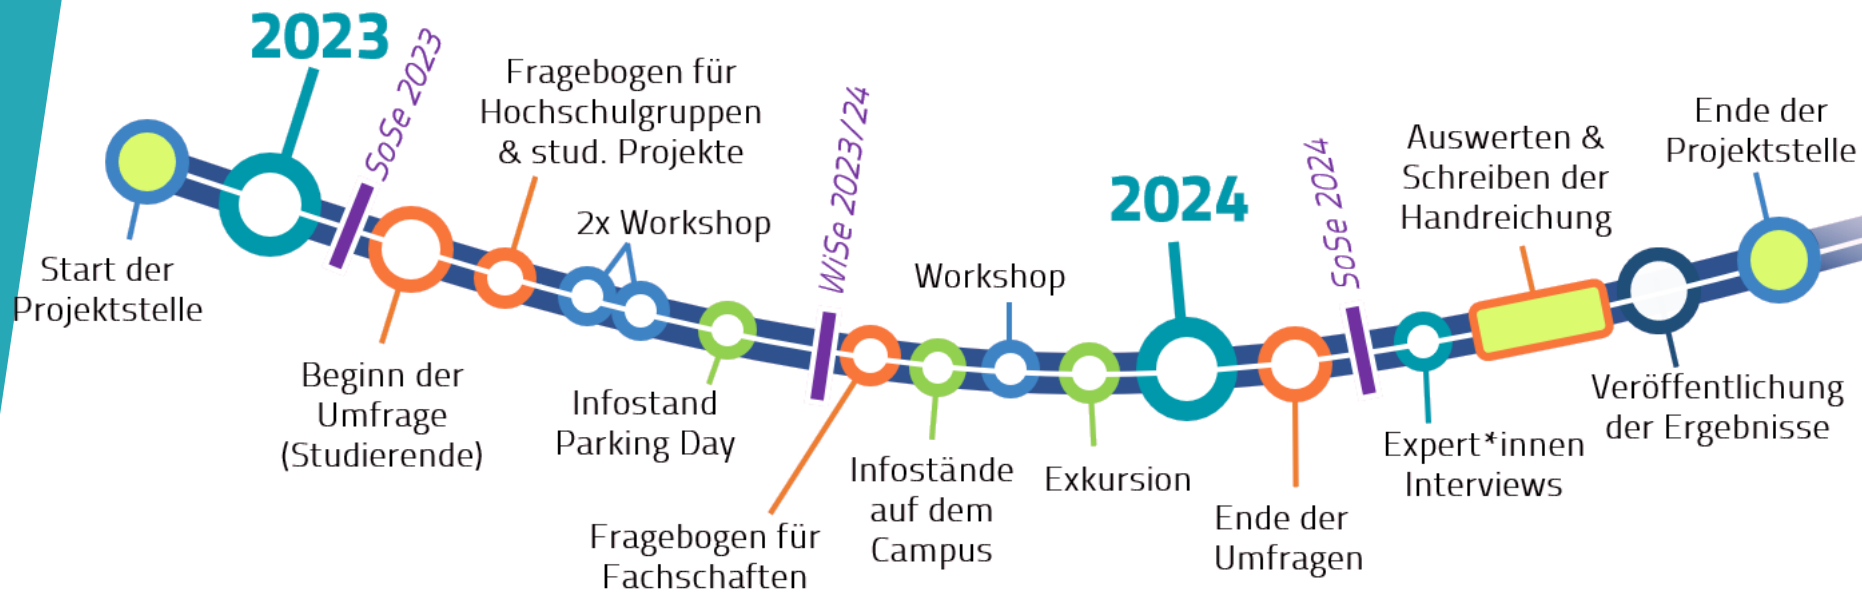 2023
SoSe 2023
Start der
Projektstelle
Beginn der
Umfrage
(Studierende)
Fragebogen für
Hochschulgruppen
& stud. Projekte
2x Workshop
Infostand
Parking Day
WiSe 2023/24
Fragebogen für
Fachschaften
Infostände
auf dem
Campus
Workshop
Exkursion
2024
Ende der
Umfragen
SoSe 2024
Expert*innen
Interviews
Auswerten &
Schreiben der
Handreichung
Veröffentlichung
der Ergebnisse
Ende der
Projektstelle